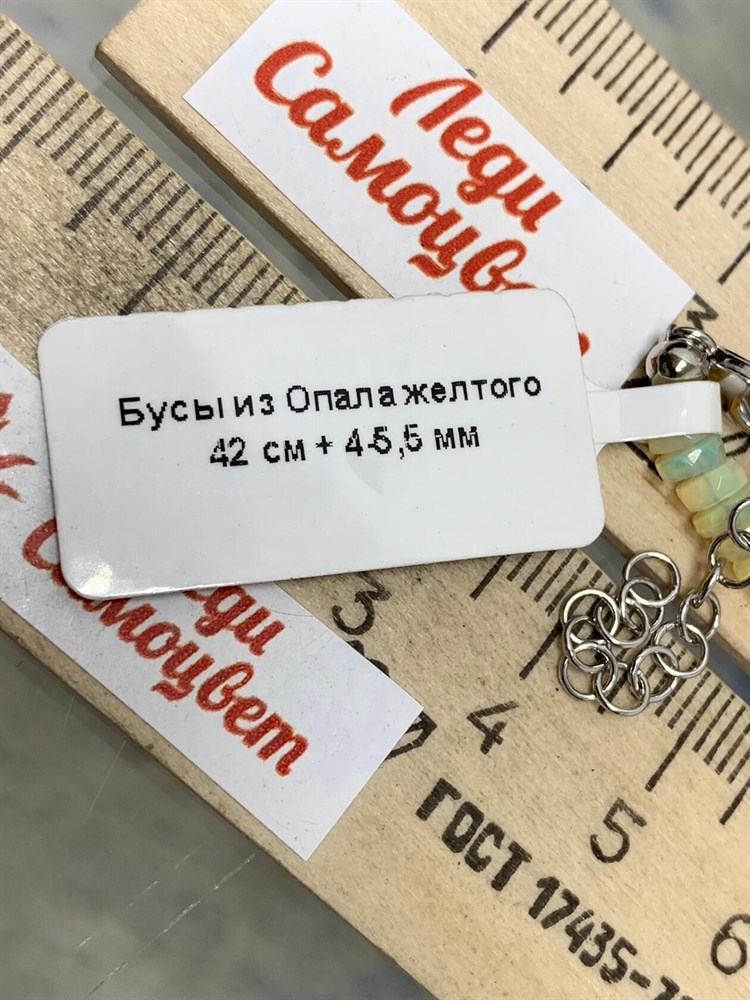 Леди
Самоцв
Бусы из Опала желтого
42 см + 4-5,5 мм
Леди
Самоцвет
3
4
5
6
ГОСТ 17435-7